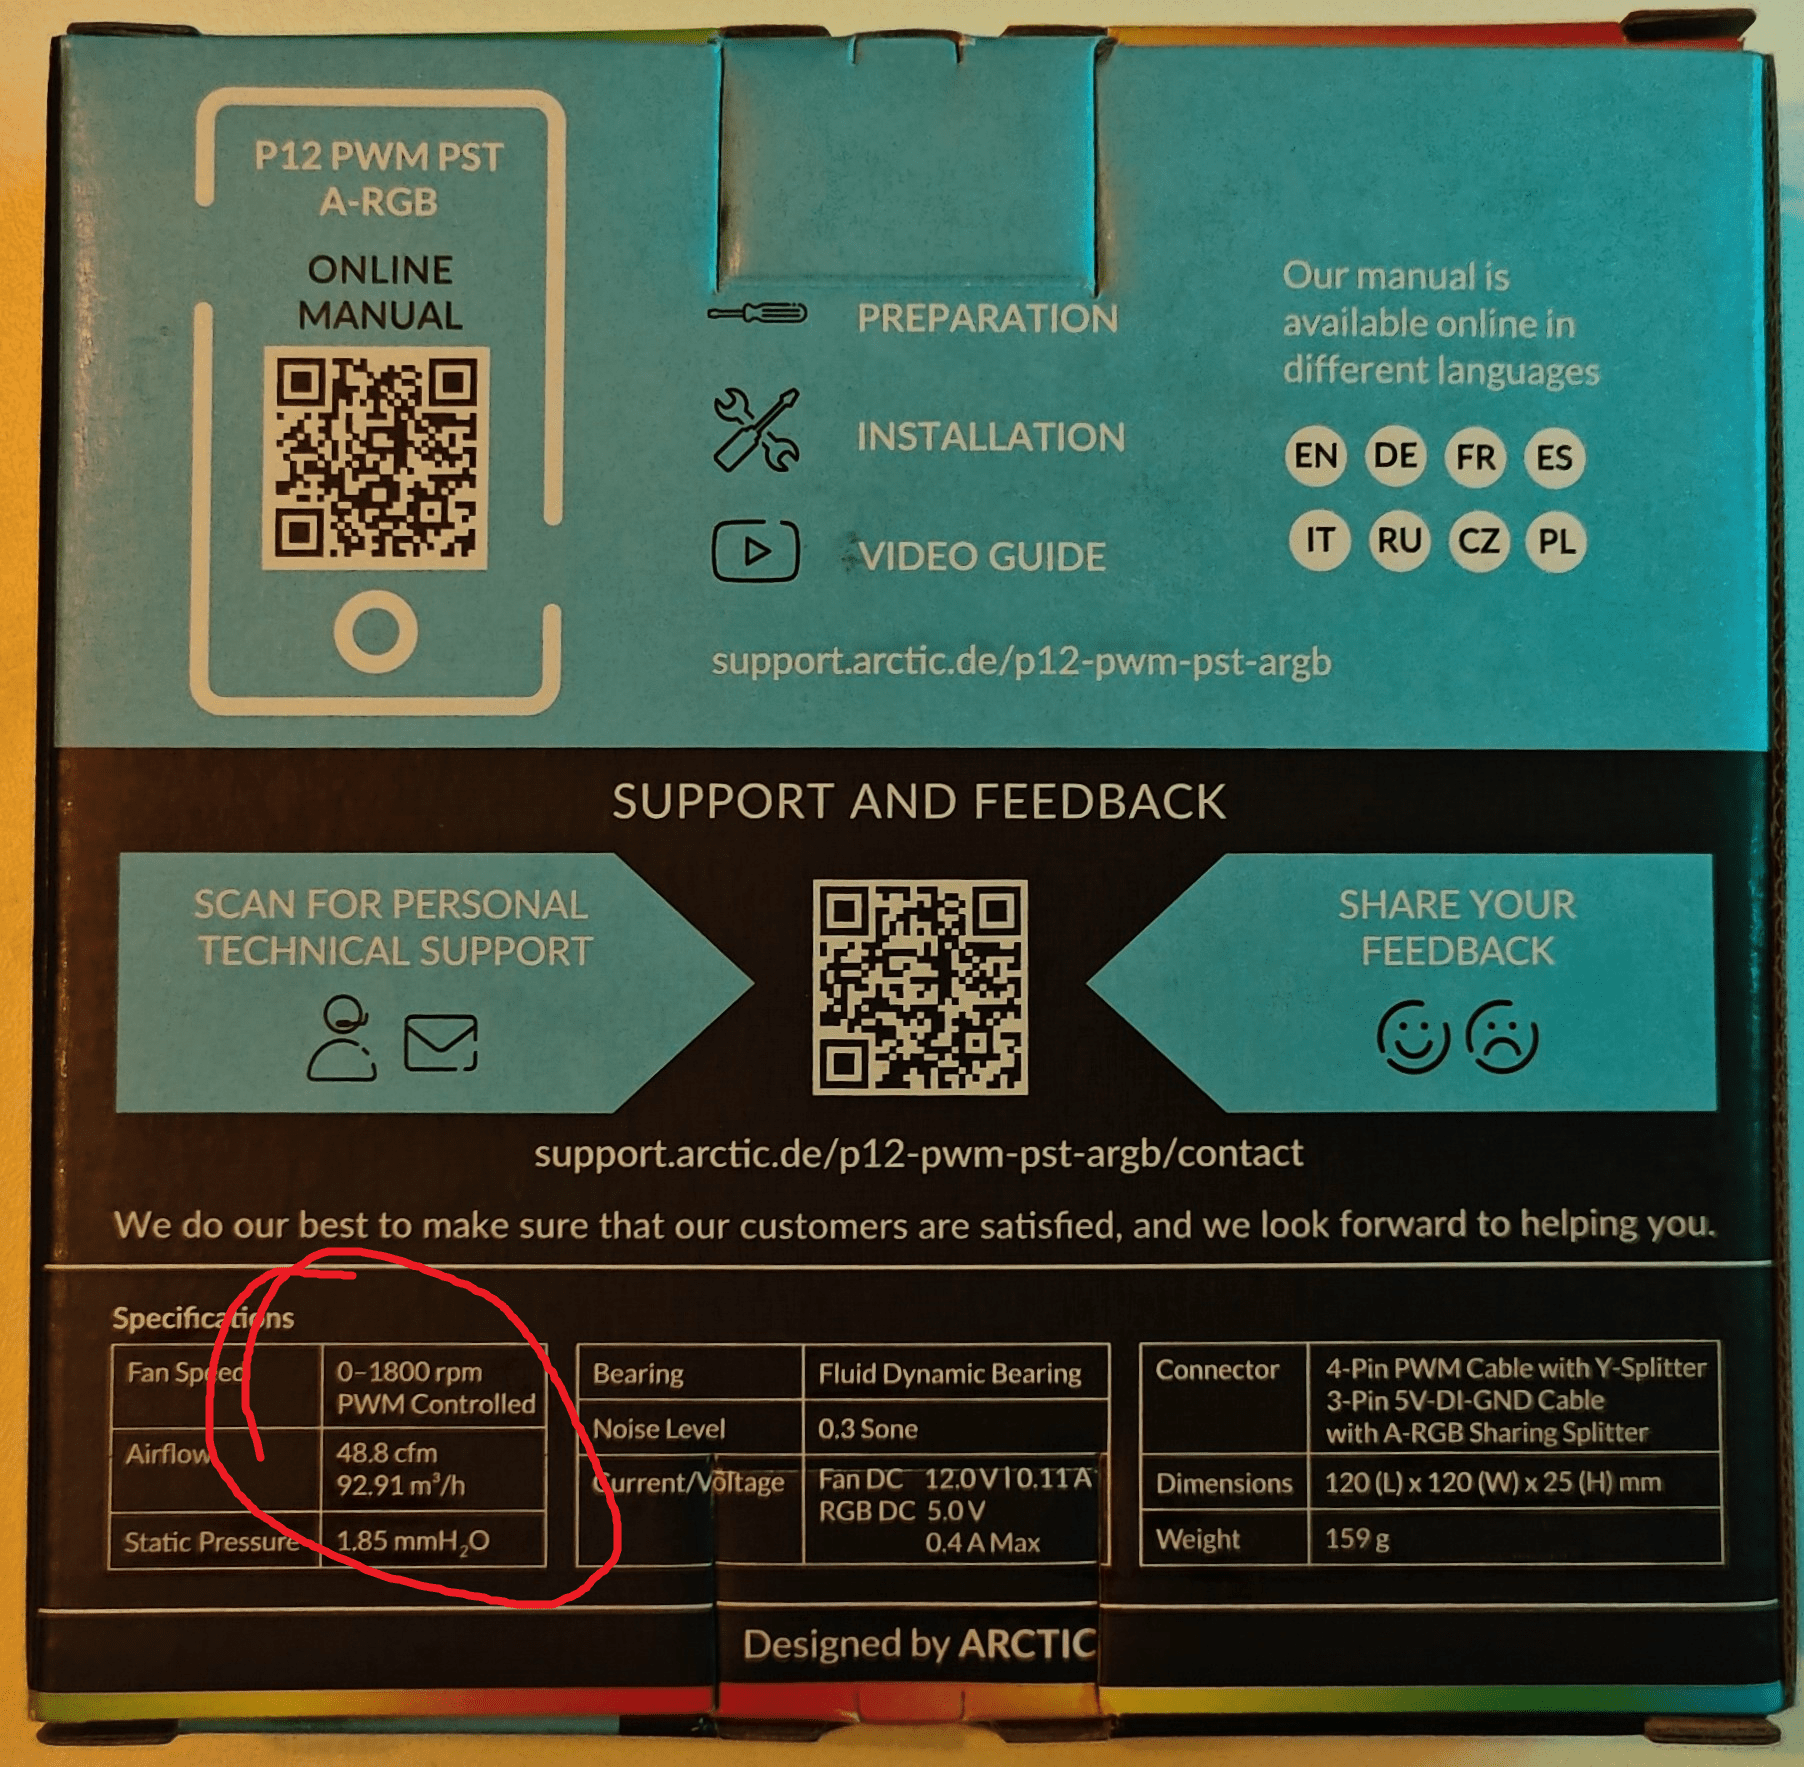 P12 PWM PST
A-RGB
ONLINE
MANUAL
PREPARATION
INSTALLATION
VIDEO GUIDE
support.arctic.de/p12-pwm-pst-argb
Our manual is
available online in
different languages
EN DE FR ES
IT RU CZ PL
SUPPORT AND FEEDBACK
SCAN FOR PERSONAL
TECHNICAL SUPPORT
SHARE YOUR
FEEDBACK
support.arctic.de/p12-pwm-pst-argb/contact
We do our best to make sure that our customers are satisfied, and we look forward to helping you.
Specifications
Fan Speed 0–1800 rpm
PWM Controlled
Airflow 48.8 cfm
92.91 m³/h
Static Pressure 1.85 mmH₂O
Bearing Fluid Dynamic Bearing
Noise Level 0.3 Sone
Current/Voltage Fan DC 12.0 V | 0.11 A
RGB DC 5.0 V
0.4 A Max
Connector 4-Pin PWM Cable with Y-Splitter
3-Pin 5V-DI-GND Cable
with A-RGB Sharing Splitter
Dimensions 120 (L) x 120 (W) x 25 (H) mm
Weight 159 g
Designed by ARCTIC